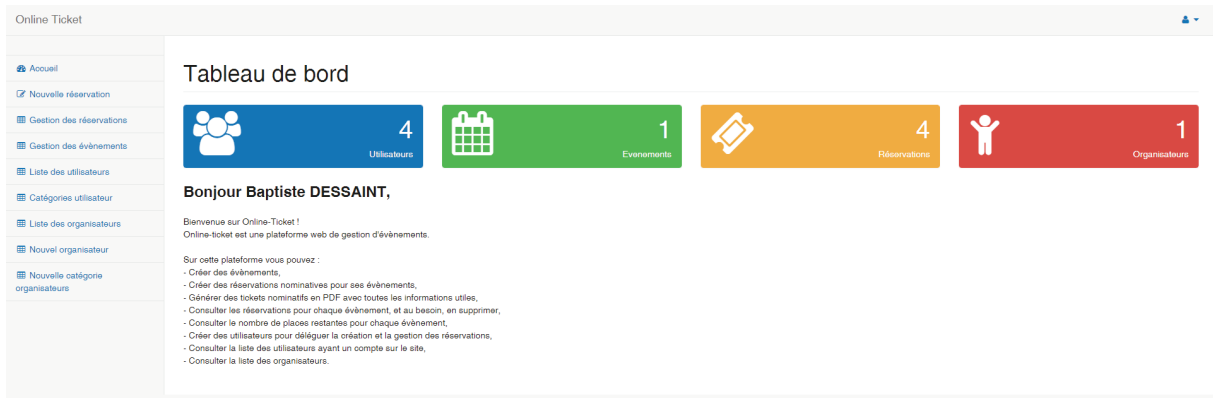 Online Ticket
Accueil
Nouvelle réservation
Gestion des réservations
Gestion des évènements
Liste des utilisateurs
Catégories utilisateur
Liste des organisateurs
Nouvel organisateur
Nouvelle catégorie
organisateurs
Tableau de bord
4
Utilisateurs
1
Evenements
4
Réservations
1
Organisateurs
Bonjour Baptiste DESSAINT,
Bienvenue sur Online-Ticket !
Online-ticket est une plateforme web de gestion d'évènements.
Sur cette plateforme vous pouvez :
- Créer des évènements,
- Créer des réservations nominatives pour ses évènements,
- Générer des tickets nominatifs en PDF avec toutes les informations utiles,
- Consulter les réservations pour chaque évènement, et au besoin, en supprimer,
- Consulter le nombre de places restantes pour chaque évènement,
- Créer des utilisateurs pour déléguer la création et la gestion des réservations,
- Consulter la liste des utilisateurs ayant un compte sur le site,
- Consulter la liste des organisateurs.